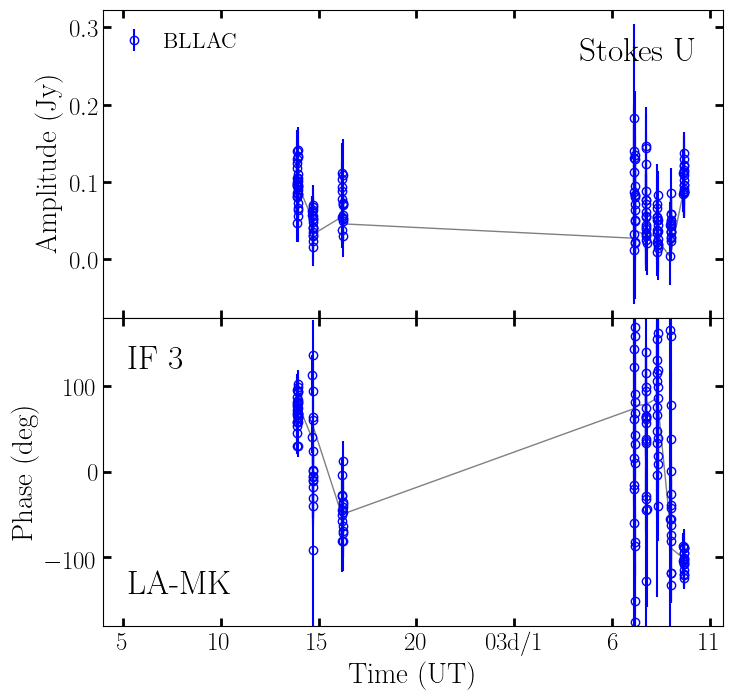 BLLAC
Stokes U
0.3
0.2
0.1
0.0
Amplitude (Jy)
IF 3
100
0
−100
Phase (deg)
LA-MK
5 10 15 20 03d/1 6 11
Time (UT)